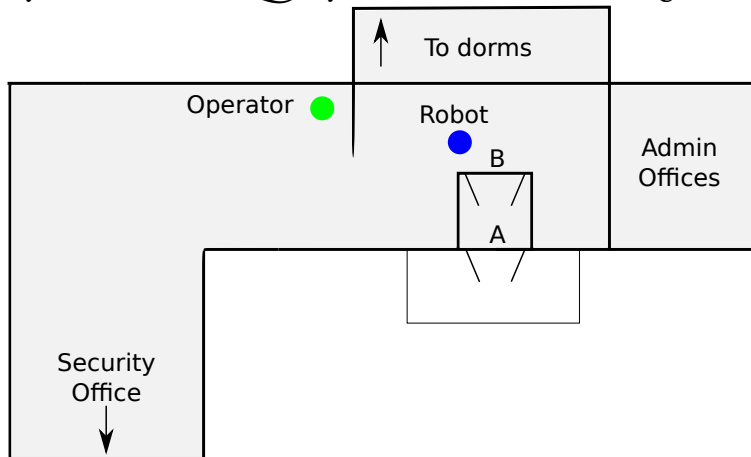 To dorms
Operator
Robot
Admin
Offices
B
A
Security
Office